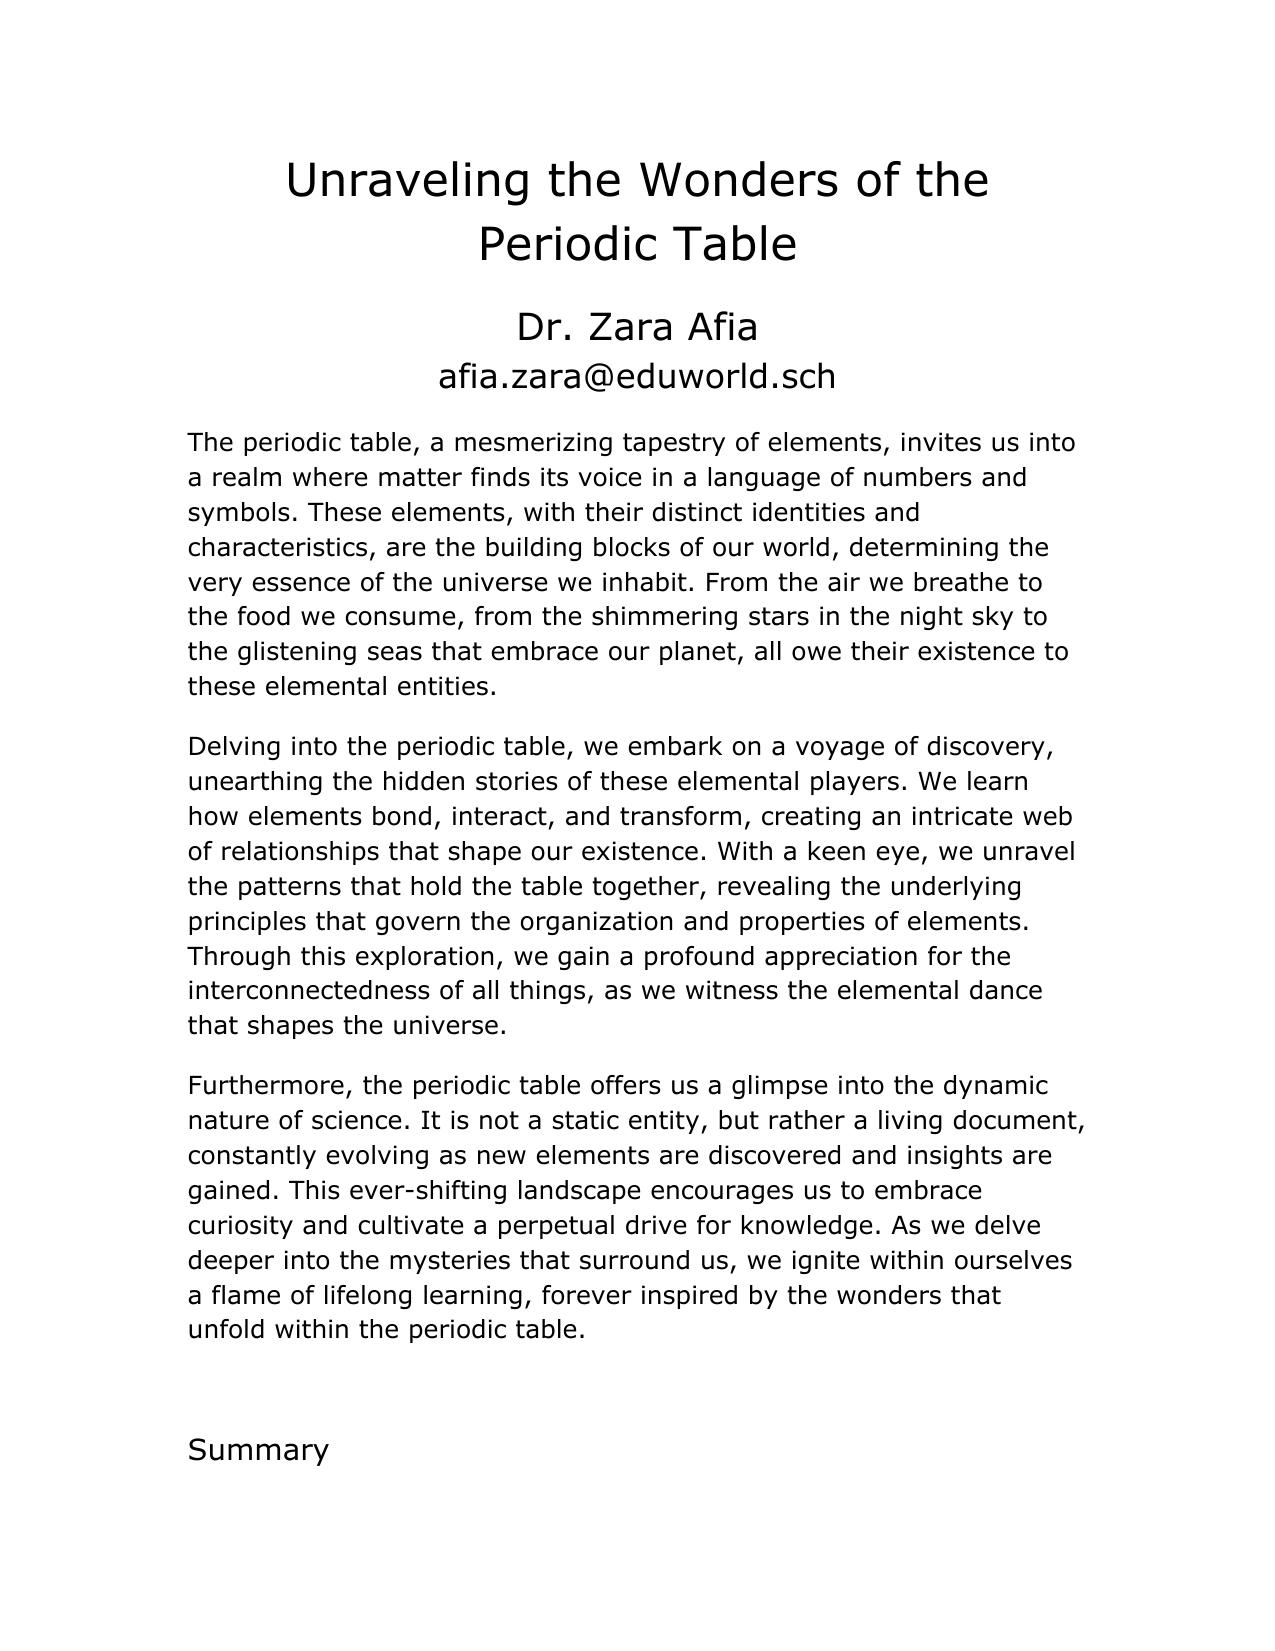 Unraveling the Wonders of the
Periodic Table
Dr. Zara Afia
afia.zara@eduworld.sch
The periodic table, a mesmerizing tapestry of elements, invites us into
a realm where matter finds its voice in a language of numbers and
symbols. These elements, with their distinct identities and
characteristics, are the building blocks of our world, determining the
very essence of the universe we inhabit. From the air we breathe to
the food we consume, from the shimmering stars in the night sky to
the glistening seas that embrace our planet, all owe their existence to
these elemental entities.
Delving into the periodic table, we embark on a voyage of discovery,
unearthing the hidden stories of these elemental players. We learn
how elements bond, interact, and transform, creating an intricate web
of relationships that shape our existence. With a keen eye, we unravel
the patterns that hold the table together, revealing the underlying
principles that govern the organization and properties of elements.
Through this exploration, we gain a profound appreciation for the
interconnectedness of all things, as we witness the elemental dance
that shapes the universe.
Furthermore, the periodic table offers us a glimpse into the dynamic
nature of science. It is not a static entity, but rather a living document,
constantly evolving as new elements are discovered and insights are
gained. This ever-shifting landscape encourages us to embrace
curiosity and cultivate a perpetual drive for knowledge. As we delve
deeper into the mysteries that surround us, we ignite within ourselves
a flame of lifelong learning, forever inspired by the wonders that
unfold within the periodic table.
Summary